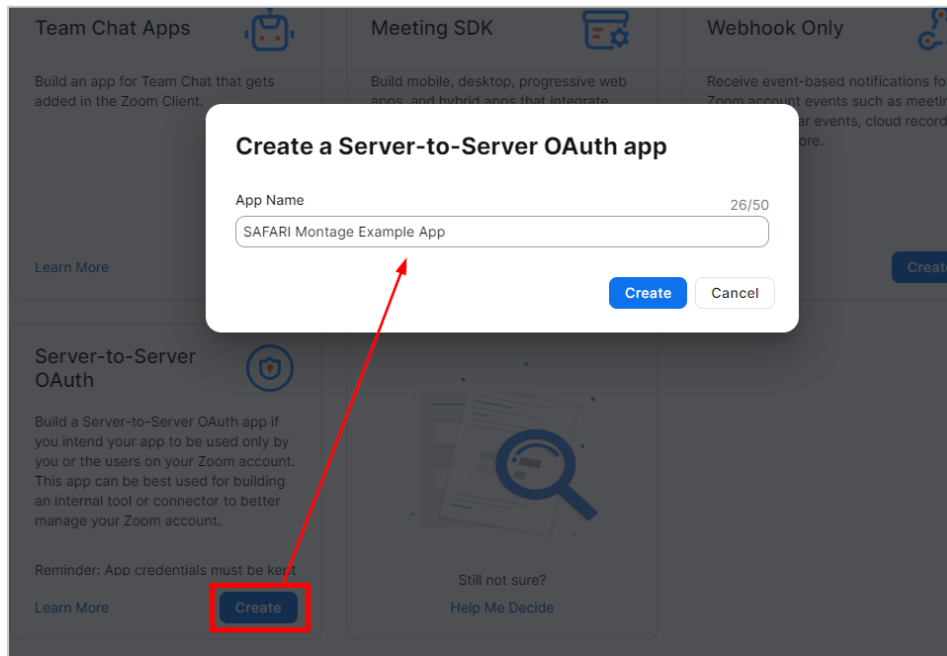 Team Chat Apps
Build an app for Team Chat that gets
added in the Zoom Client.
Learn More
Meeting SDK
Build mobile, desktop, progressive web
apps, and hybrid apps that integrate
Webhook Only
Receive event-based notifications fo
Zoom account events such as meetin
ar events, cloud record
ore.
Create
Create a Server-to-Server OAuth app
App Name
26/50
SAFARI Montage Example App
Create
Cancel
Server-to-Server
OAuth
Build a Server-to-Server OAuth app if
you intend your app to be used only by
you or the users on your Zoom account.
This app can be best used for building
an internal tool or connector to better
manage your Zoom account.
Reminder: App credentials must be kept
Learn More
Create
Still not sure?
Help Me Decide